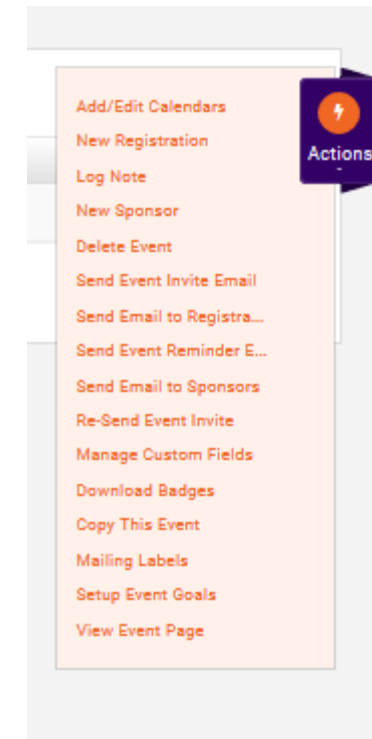 Add/Edit Calendars
New Registration
Log Note
New Sponsor
Delete Event
Send Event Invite Email
Send Email to Registra...
Send Event Reminder E...
Send Email to Sponsors
Re-Send Event Invite
Manage Custom Fields
Download Badges
Copy This Event
Mailing Labels
Setup Event Goals
View Event Page
Actions